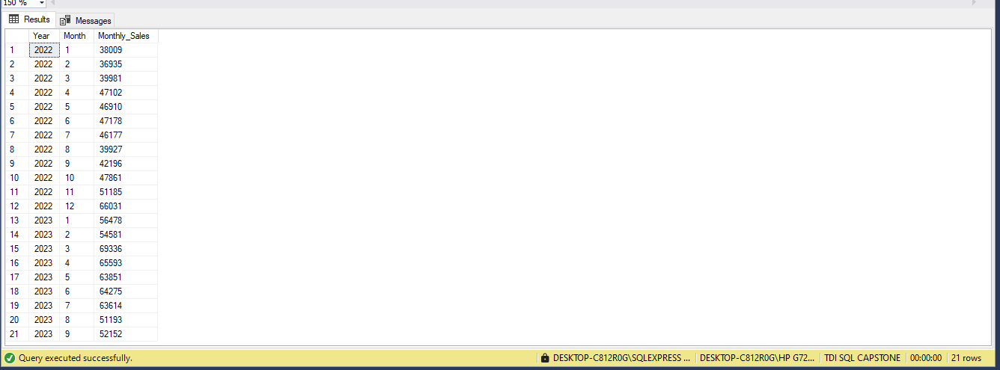 150 %
Results Messages
Year Month Monthly_Sales
1 2022 1 38009
2 2022 2 36935
3 2022 3 39981
4 2022 4 47102
5 2022 5 46910
6 2022 6 47178
7 2022 7 46177
8 2022 8 39927
9 2022 9 42196
10 2022 10 47861
11 2022 11 51185
12 2022 12 66031
13 2023 1 56478
14 2023 2 54581
15 2023 3 69336
16 2023 4 65593
17 2023 5 63851
18 2023 6 64275
19 2023 7 63614
20 2023 8 51193
21 2023 9 52152
Query executed successfully. DESKTOP-C812R0G\SQLEXPRESS ... DESKTOP-C812R0G\HP G72... TDI SQL CAPSTONE 00:00:00 21 rows